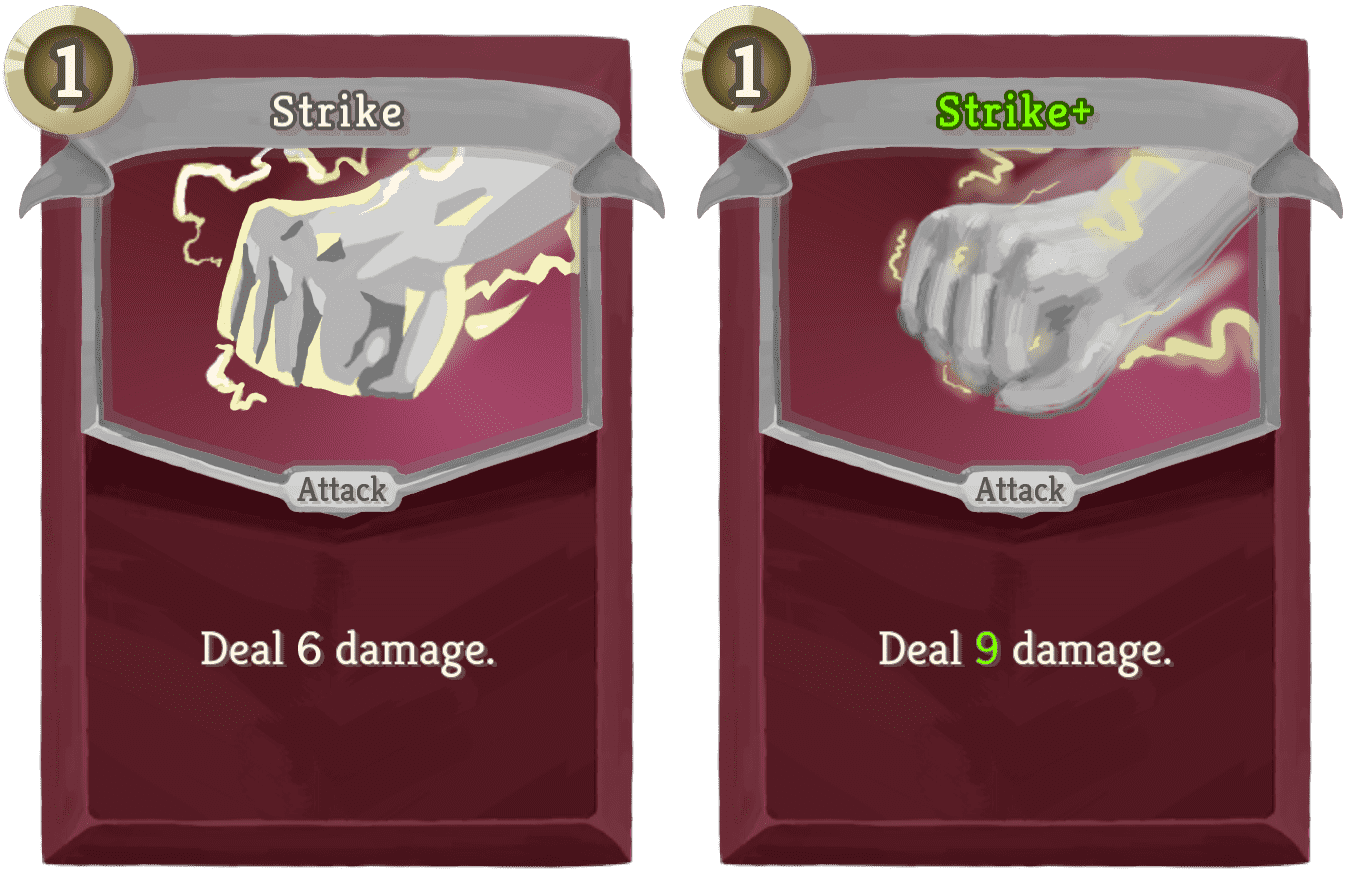 1
Strike
Attack
Deal 6 damage.
1
Strike+
Attack
Deal 9 damage.